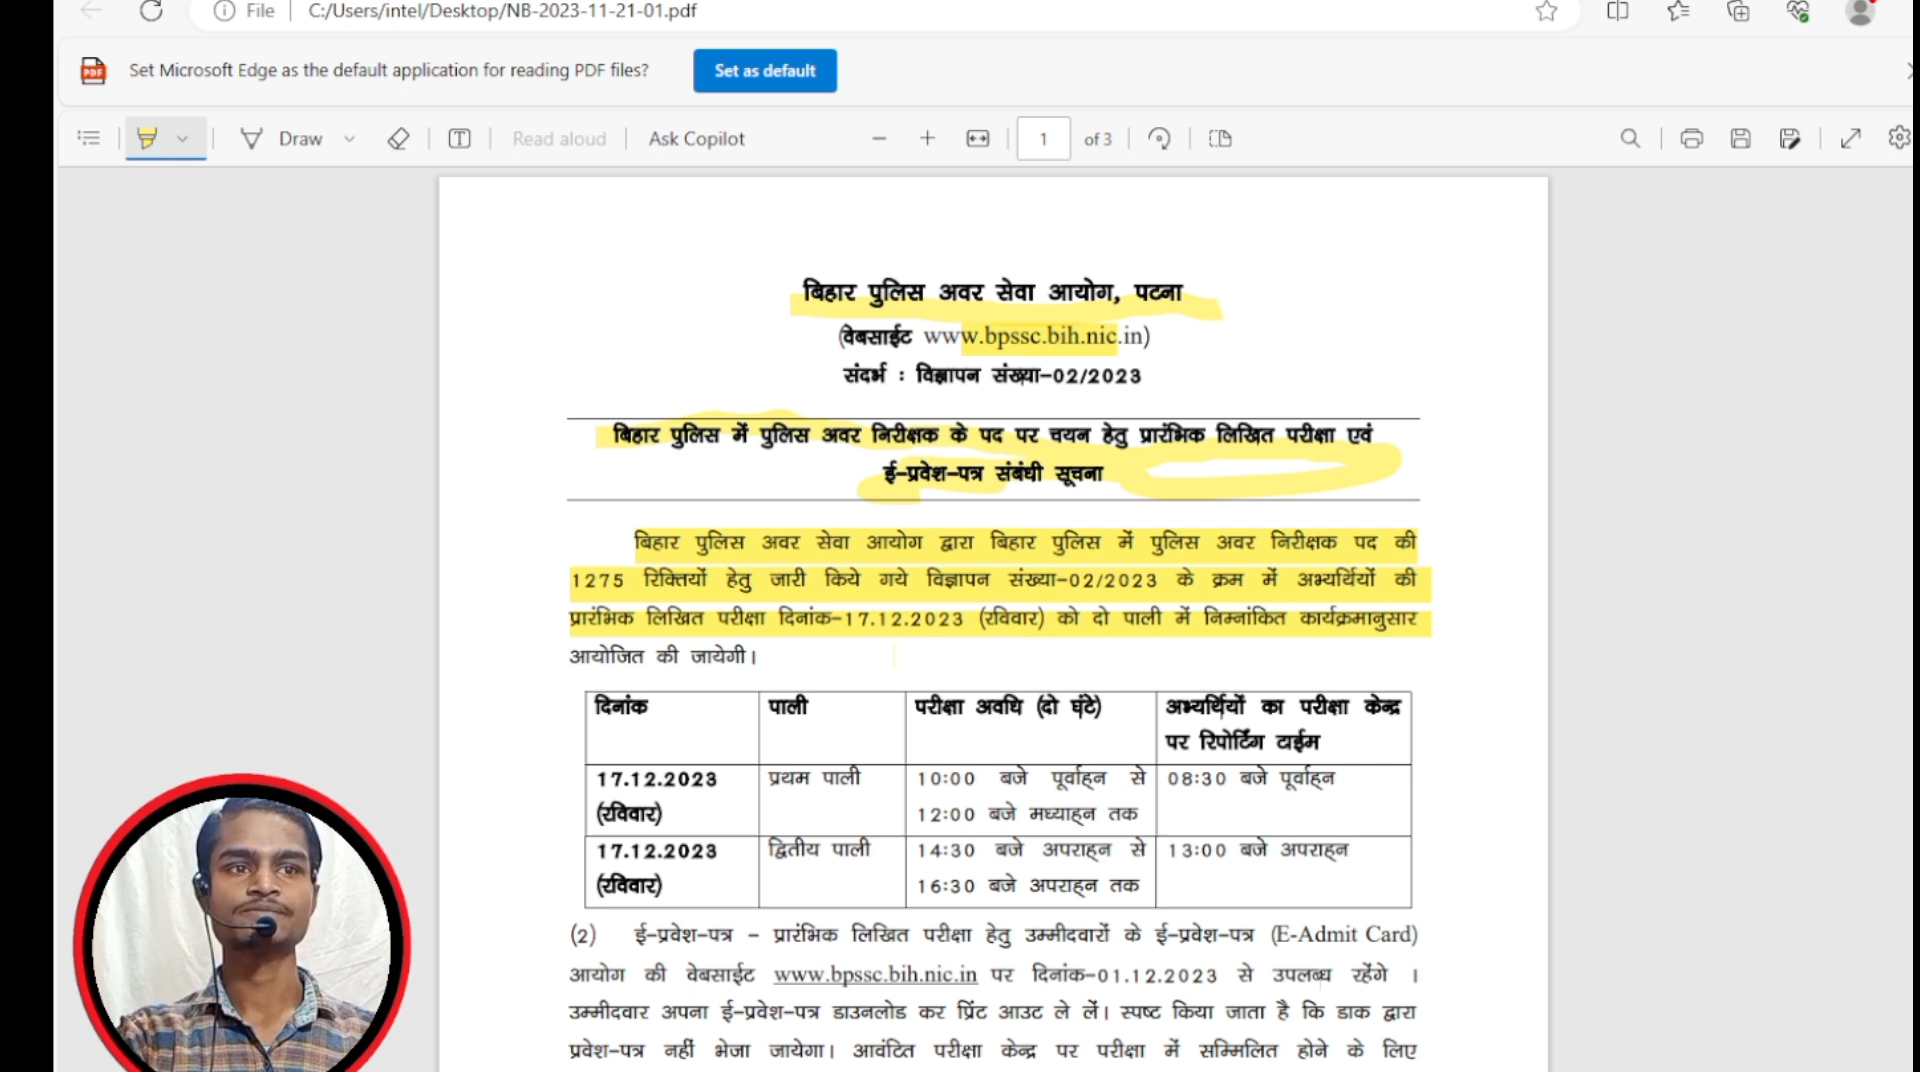 File C:/Users/intel/Desktop/NB-2023-11-21-01.pdf
Set Microsoft Edge as the default application for reading PDF files? Set as default
Draw Read aloud Ask Copilot 1 of 3
बिहार पुलिस अवर सेवा आयोग, पटना
(वेबसाईट www.bpssc.bih.nic.in)
संदर्भ : विज्ञापन संख्या-02/2023
बिहार पुलिस में पुलिस अवर निरीक्षक के पद पर चयन हेतु प्रारंभिक लिखित परीक्षा एवं
ई-प्रवेश-पत्र संबंधी सूचना
बिहार पुलिस अवर सेवा आयोग द्वारा बिहार पुलिस में पुलिस अवर निरीक्षक पद की
1275 रिक्तियों हेतु जारी किये गये विज्ञापन संख्या-02/2023 के क्रम में अभ्यर्थियों की
प्रारंभिक लिखित परीक्षा दिनांक-17.12.2023 (रविवार) को दो पाली में निम्नांकित कार्यक्रमानुसार
आयोजित की जायेगी।
दिनांक पाली परीक्षा अवधि (दो घंटे) अभ्यर्थियों का परीक्षा केन्द्र
पर रिपोर्टिंग टाईम
17.12.2023 प्रथम पाली 10:00 बजे पूर्वाहन से 08:30 बजे पूर्वाहन
(रविवार) 12:00 बजे मध्याहन तक
17.12.2023 द्वितीय पाली 14:30 बजे अपराह्न से 13:00 बजे अपराह्न
(रविवार) 16:30 बजे अपराह्न तक
(2) ई-प्रवेश-पत्र - प्रारंभिक लिखित परीक्षा हेतु उम्मीदवारों के ई-प्रवेश-पत्र (E-Admit Card)
आयोग की वेबसाईट www.bpssc.bih.nic.in पर दिनांक-01.12.2023 से उपलब्ध रहेंगे ।
उम्मीदवार अपना ई-प्रवेश-पत्र डाउनलोड कर प्रिंट आउट ले लें। स्पष्ट किया जाता है कि डाक द्वारा
प्रवेश-पत्र नहीं भेजा जायेगा। आवंटित परीक्षा केन्द्र पर परीक्षा में सम्मिलित होने के लिए